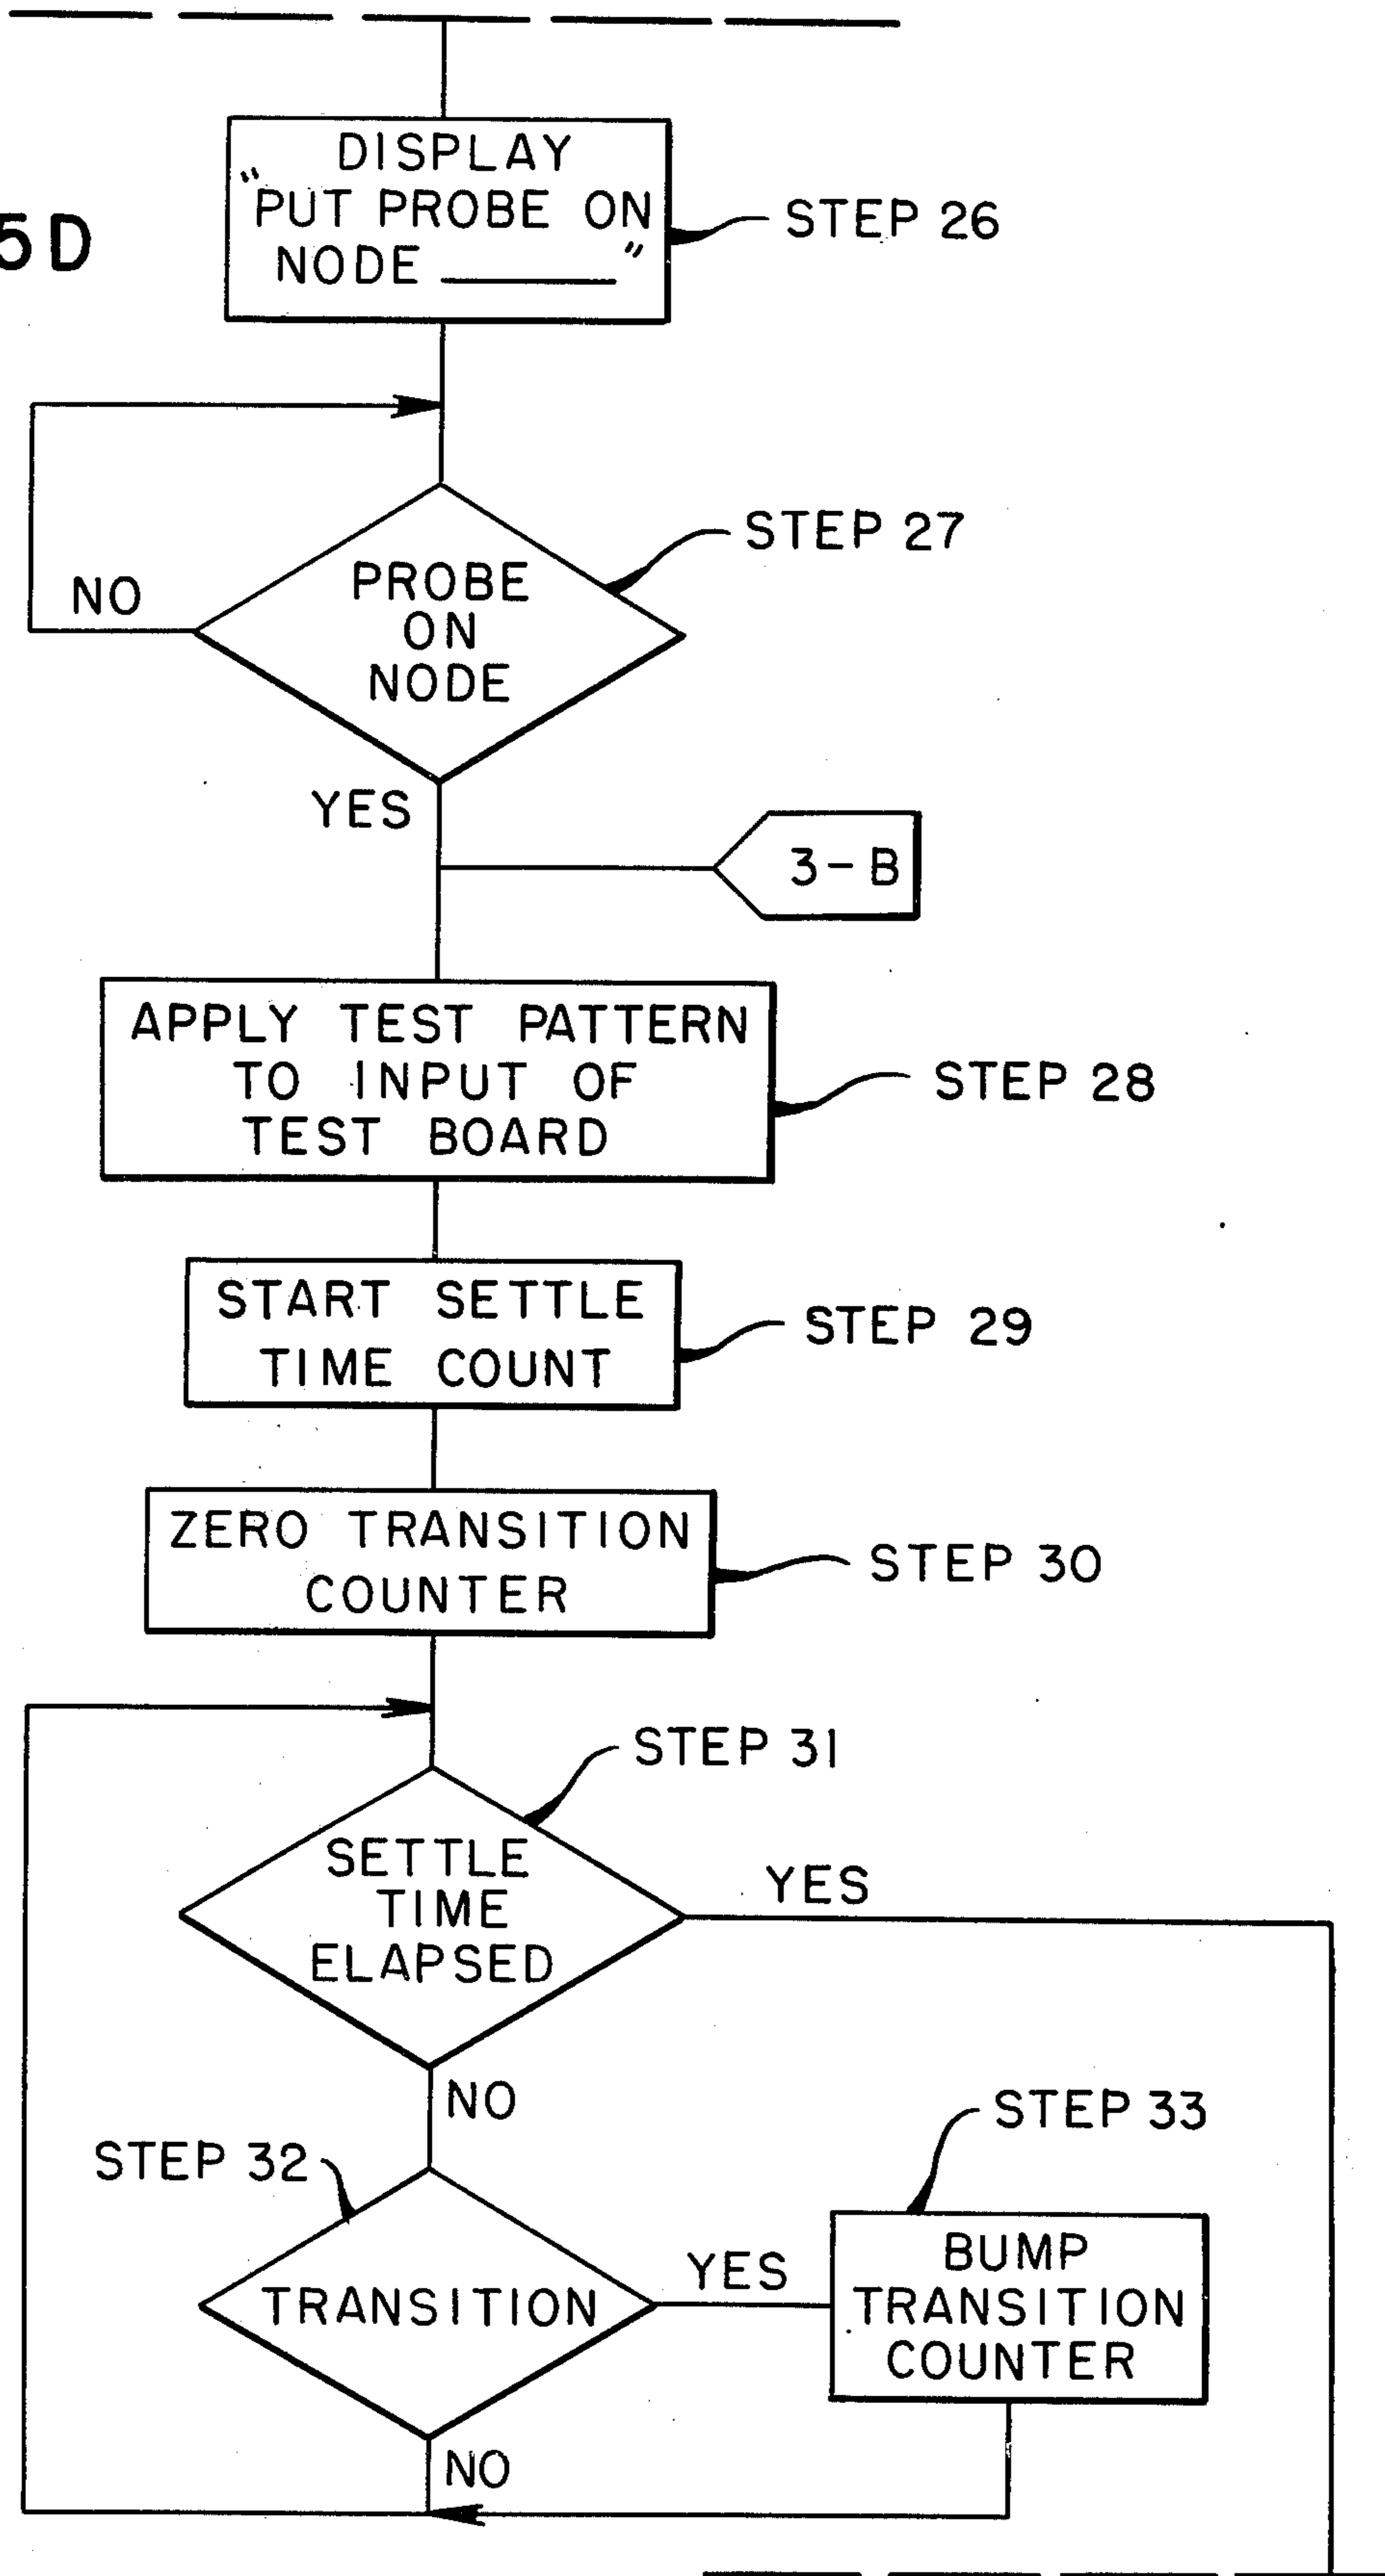 DISPLAY
"PUT PROBE ON
NODE ______"
STEP 26
5D
STEP 27
PROBE
ON
NODE
NO
YES
3-B
APPLY TEST PATTERN
TO INPUT OF
TEST BOARD
STEP 28
START SETTLE
TIME COUNT
STEP 29
ZERO TRANSITION
COUNTER
STEP 30
STEP 31
SETTLE
TIME
ELAPSED
YES
NO
STEP 32
STEP 33
TRANSITION
YES
BUMP
TRANSITION
COUNTER
NO